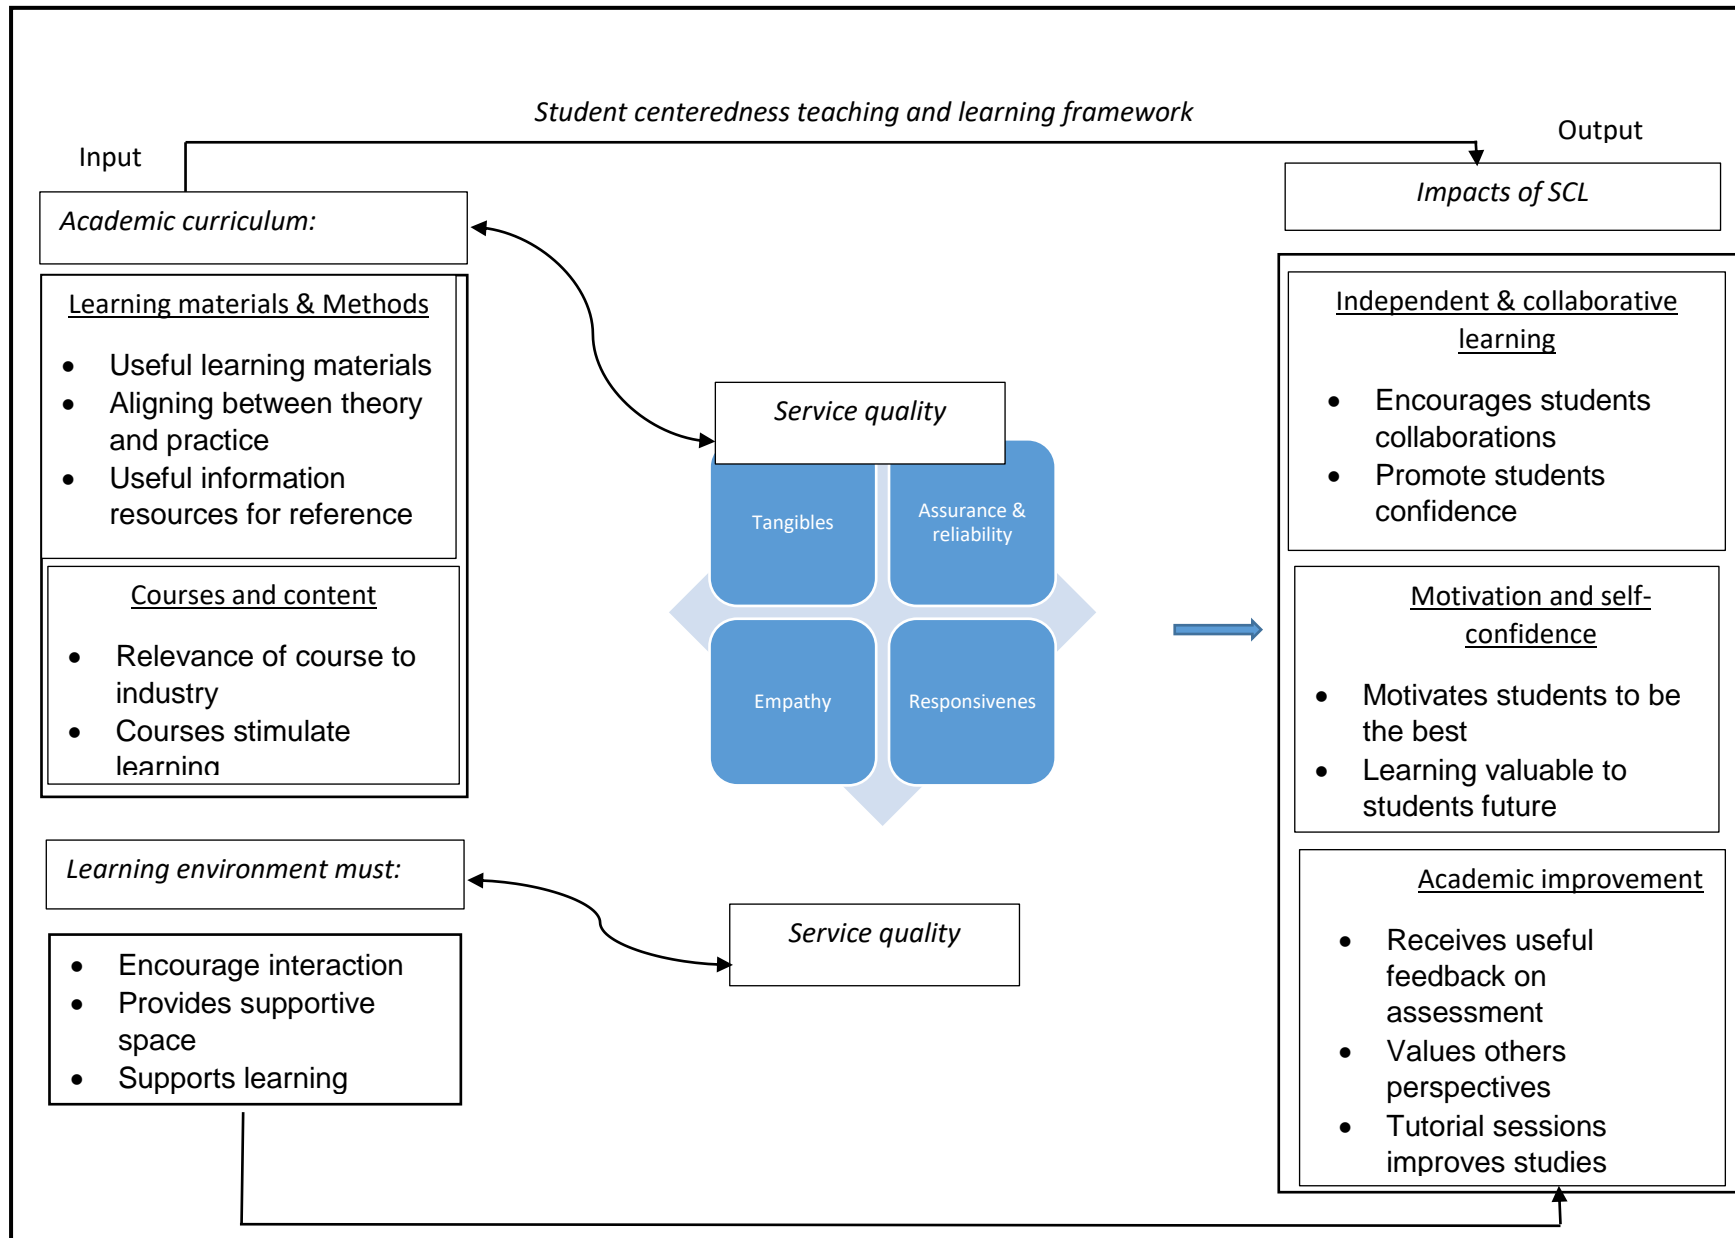 Student centeredness teaching and learning framework
Input
Output
Academic curriculum:
Learning materials & Methods
• Useful learning materials
• Aligning between theory
and practice
• Useful information
resources for reference
Courses and content
• Relevance of course to
industry
• Courses stimulate
learning
Learning environment must:
• Encourage interaction
• Provides supportive
space
• Supports learning
Service quality
Tangibles
Assurance &
reliability
Empathy
Responsivenes
Service quality
Impacts of SCL
Independent & collaborative
learning
• Encourages students
collaborations
• Promote students
confidence
Motivation and self-
confidence
• Motivates students to be
the best
• Learning valuable to
students future
Academic improvement
• Receives useful
feedback on
assessment
• Values others
perspectives
• Tutorial sessions
improves studies